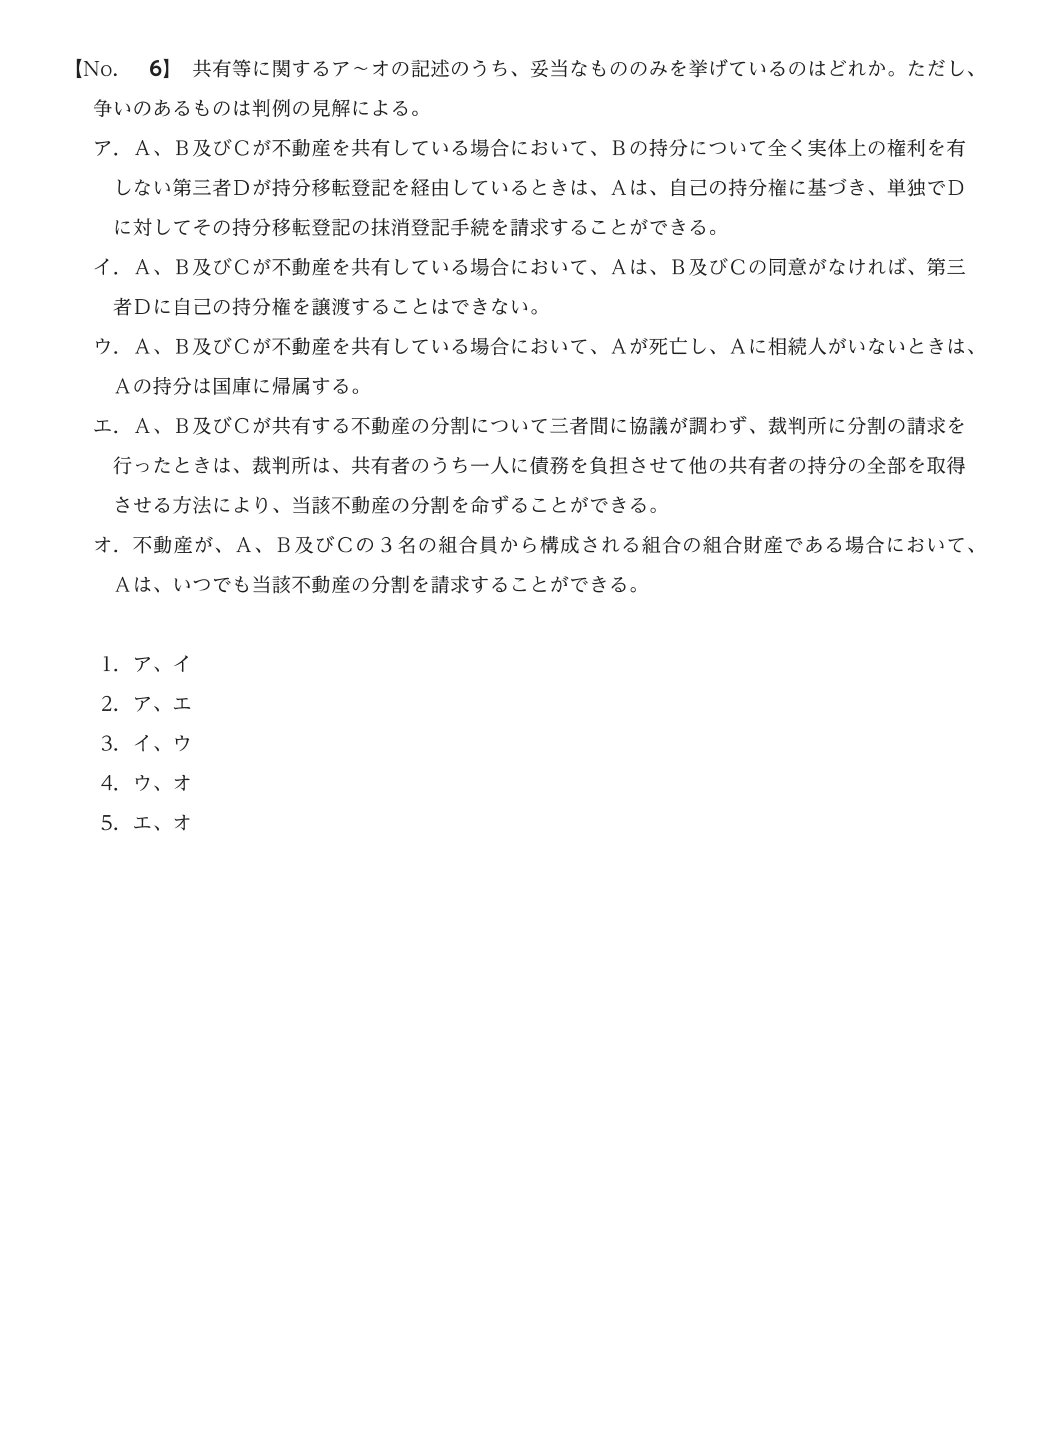 【No.　6】　共有等に関するア～オの記述のうち、妥当なもののみを挙げているのはどれか。ただし、
争いのあるものは判例の見解による。
ア．Ａ、Ｂ及びＣが不動産を共有している場合において、Ｂの持分について全く実体上の権利を有
しない第三者Ｄが持分移転登記を経由しているときは、Ａは、自己の持分権に基づき、単独でＤ
に対してその持分移転登記の抹消登記手続を請求することができる。
イ．Ａ、Ｂ及びＣが不動産を共有している場合において、Ａは、Ｂ及びＣの同意がなければ、第三
者Ｄに自己の持分権を譲渡することはできない。
ウ．Ａ、Ｂ及びＣが不動産を共有している場合において、Ａが死亡し、Ａに相続人がいないときは、
Ａの持分は国庫に帰属する。
エ．Ａ、Ｂ及びＣが共有する不動産の分割について三者間に協議が調わず、裁判所に分割の請求を
行ったときは、裁判所は、共有者のうち一人に債務を負担させて他の共有者の持分の全部を取得
させる方法により、当該不動産の分割を命ずることができる。
オ．不動産が、Ａ、Ｂ及びＣの３名の組合員から構成される組合の組合財産である場合において、
Ａは、いつでも当該不動産の分割を請求することができる。
1．ア、イ
2．ア、エ
3．イ、ウ
4．ウ、オ
5．エ、オ